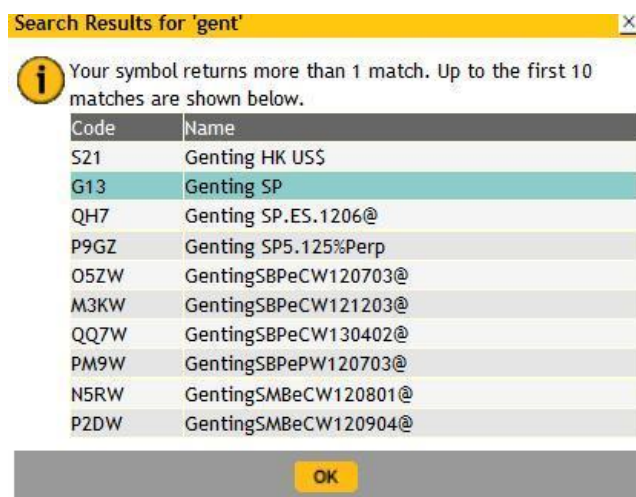 Search Results for 'gent'
Your symbol returns more than 1 match. Up to the first 10
matches are shown below.
Code Name
S21 Genting HK US$
G13 Genting SP
QH7 Genting SP.ES.1206@
P9GZ Genting SP5.125%Perp
O5ZW GentingSBPeCW120703@
M3KW GentingSBPeCW121203@
QQ7W GentingSBPeCW130402@
PM9W GentingSBPePW120703@
N5RW GentingSMBeCW120801@
P2DW GentingSMBeCW120904@
OK